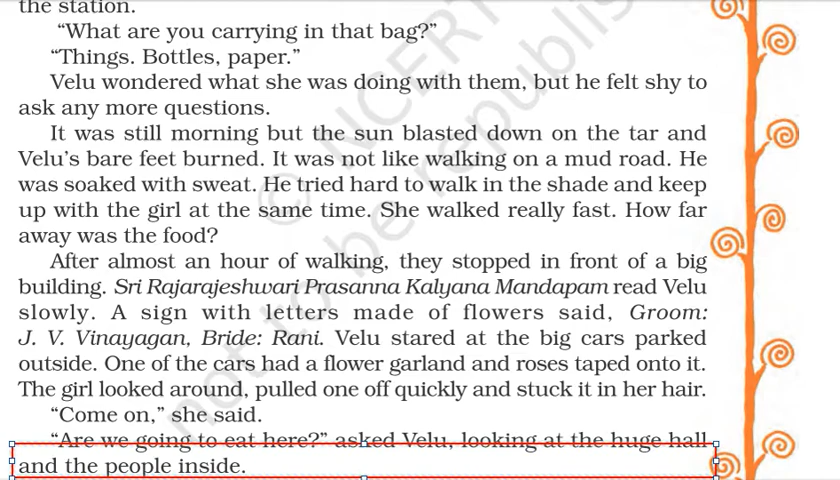 the station.
“What are you carrying in that bag?”
“Things. Bottles, paper.”
Velu wondered what she was doing with them, but he felt shy to
ask any more questions.
It was still morning but the sun blasted down on the tar and
Velu’s bare feet burned. It was not like walking on a mud road. He
was soaked with sweat. He tried hard to walk in the shade and keep
up with the girl at the same time. She walked really fast. How far
away was the food?
After almost an hour of walking, they stopped in front of a big
building. Sri Rajarajeshwari Prasanna Kalyana Mandapam read Velu
slowly. A sign with letters made of flowers said, Groom:
J. V. Vinayagan, Bride: Rani. Velu stared at the big cars parked
outside. One of the cars had a flower garland and roses taped onto it.
The girl looked around, pulled one off quickly and stuck it in her hair.
“Come on,” she said.
“Are we going to eat here?” asked Velu, looking at the huge hall
and the people inside.
© NCERT
not to be republis